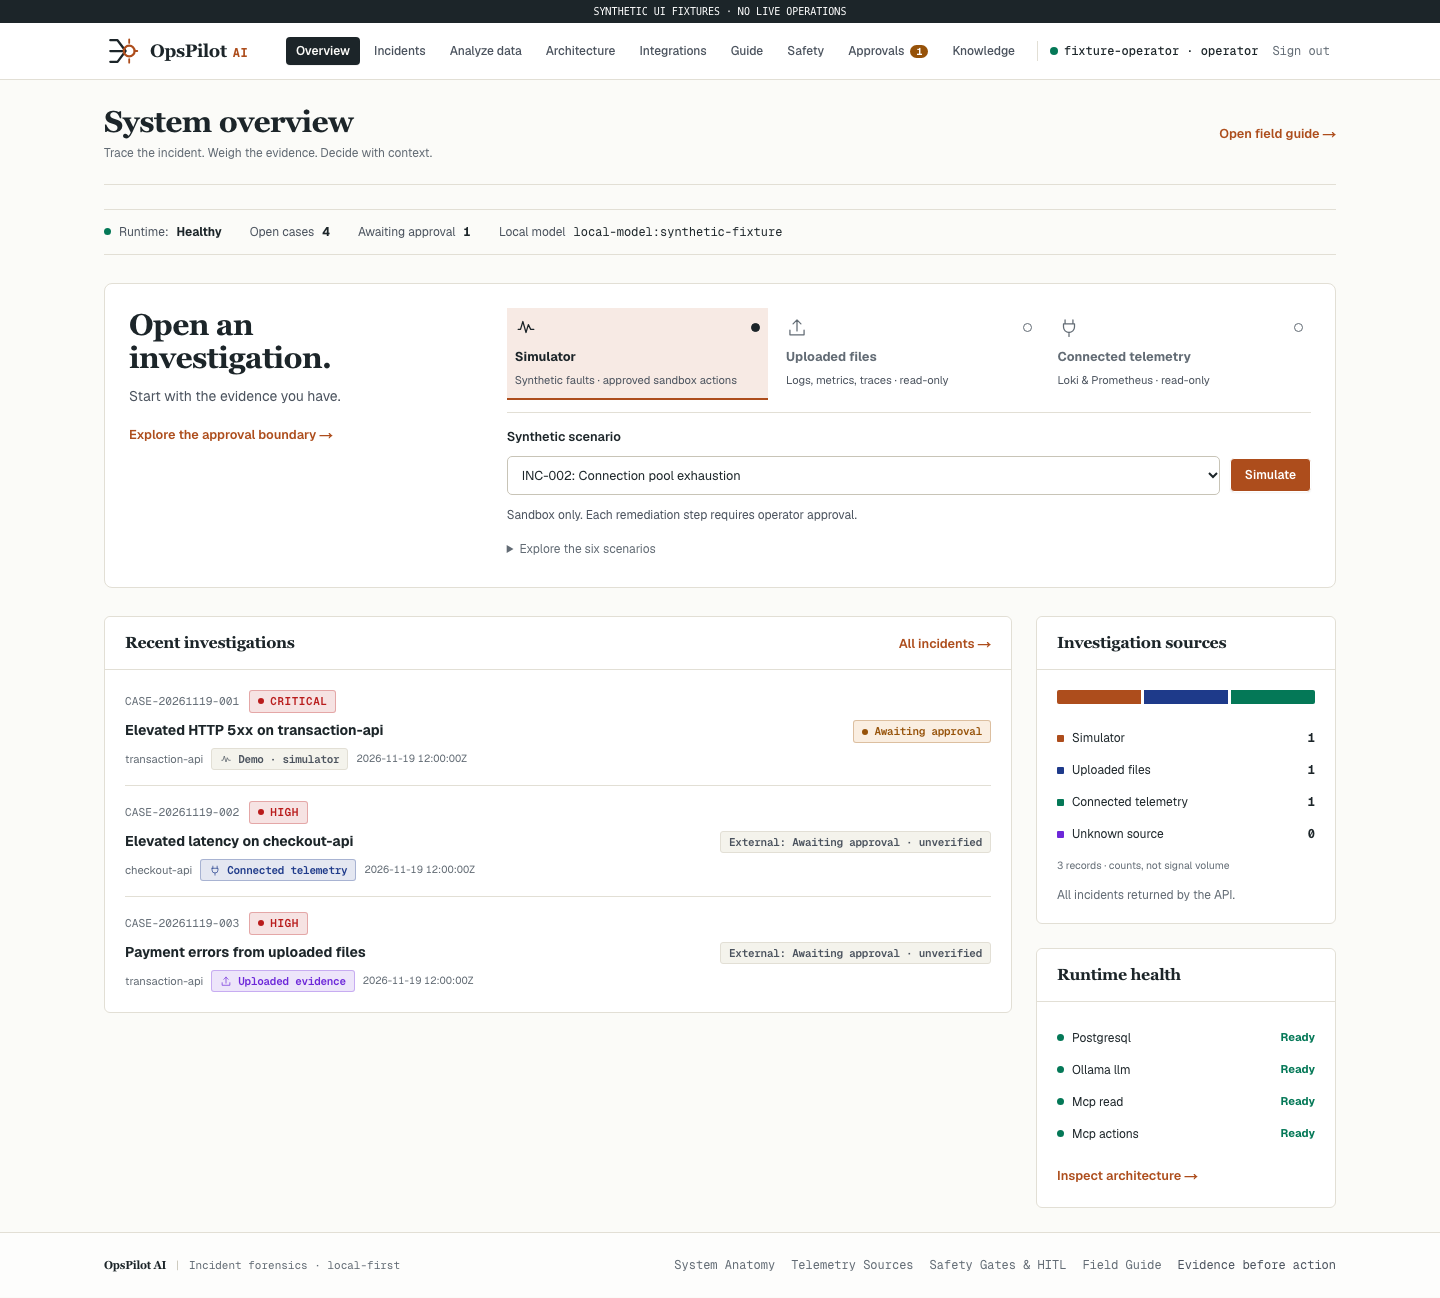 SYNTHETIC UI FIXTURES · NO LIVE OPERATIONS
OpsPilot AI
Overview
Incidents
Analyze data
Architecture
Integrations
Guide
Safety
Approvals 1
Knowledge
fixture-operator · operator
Sign out
System overview
Trace the incident. Weigh the evidence. Decide with context.
Open field guide →
Runtime: Healthy
Open cases 4
Awaiting approval 1
Local model local-model:synthetic-fixture
Open an
investigation.
Start with the evidence you have.
Explore the approval boundary →
Simulator
Synthetic faults · approved sandbox actions
Uploaded files
Logs, metrics, traces · read-only
Connected telemetry
Loki & Prometheus · read-only
Synthetic scenario
INC-002: Connection pool exhaustion
Simulate
Sandbox only. Each remediation step requires operator approval.
Explore the six scenarios
Recent investigations
All incidents →
CASE-20261119-001 CRITICAL
Elevated HTTP 5xx on transaction-api
Awaiting approval
transaction-api Demo · simulator 2026-11-19 12:00:00Z
CASE-20261119-002 HIGH
Elevated latency on checkout-api
External: Awaiting approval · unverified
checkout-api Connected telemetry 2026-11-19 12:00:00Z
CASE-20261119-003 HIGH
Payment errors from uploaded files
External: Awaiting approval · unverified
transaction-api Uploaded evidence 2026-11-19 12:00:00Z
Investigation sources
Simulator 1
Uploaded files 1
Connected telemetry 1
Unknown source 0
3 records · counts, not signal volume
All incidents returned by the API.
Runtime health
Postgresql Ready
Ollama llm Ready
Mcp read Ready
Mcp actions Ready
Inspect architecture →
OpsPilot AI
Incident forensics · local-first
System Anatomy
Telemetry Sources
Safety Gates & HITL
Field Guide
Evidence before action